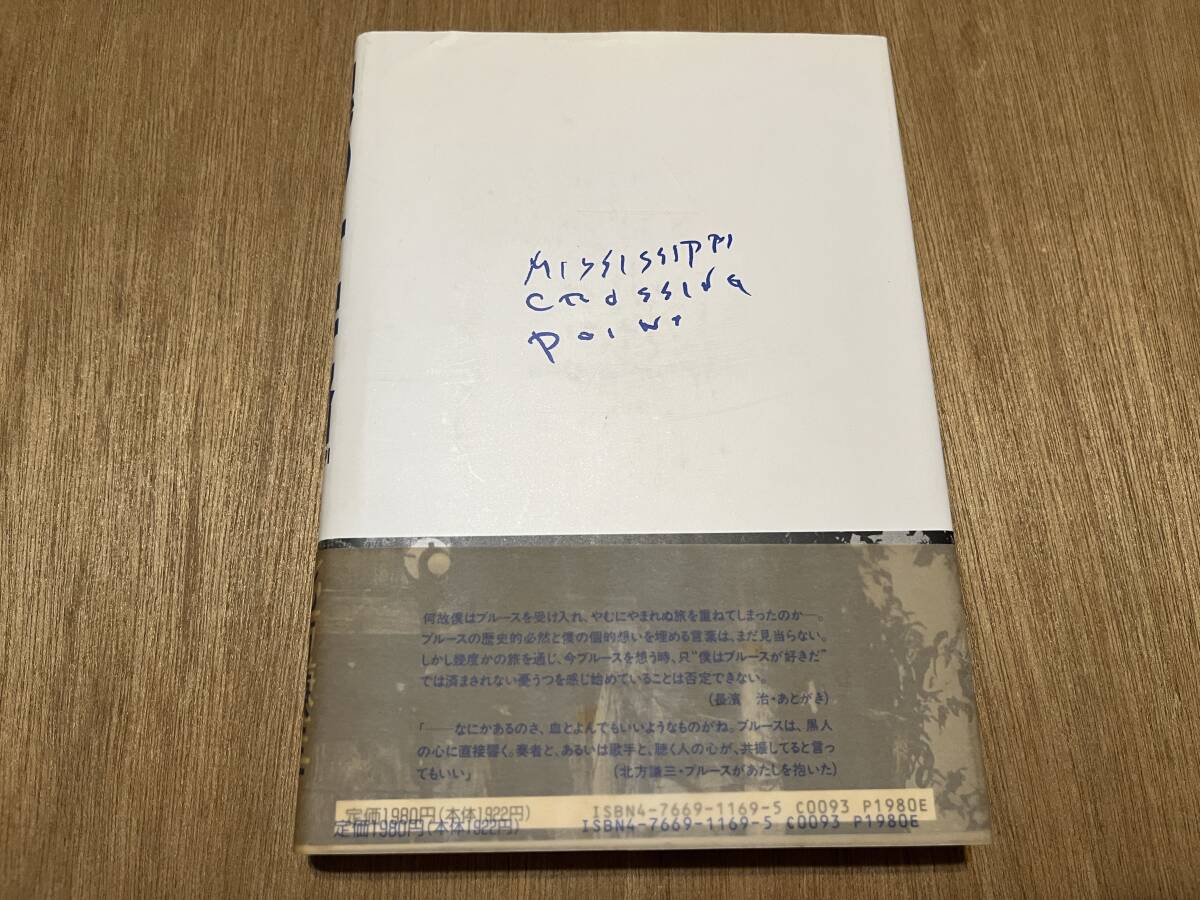 MISSISSIPPI
CROSSING
POINT
何故僕はブルースを受け入れ、やむにやまれぬ旅を重ねてしまったのか―。
ブルースの歴史的必然と僕の個的想いを埋める言葉は、まだ見当らない。
しかし幾度かの旅を通じ、今ブルースを想う時、只“僕はブルースが好きだ”
では済まされない憂うつを感じ始めていることは否定できない。
(長濱　治・あとがき)
「――なにかあるのさ、血とよんでもいいようなものがね。ブルースは、黒人
の心に直接響く。奏者と、あるいは歌手と、聴く人の心が、共振してると言っ
てもいい」
(北方謙三・ブルースがあたしを抱いた)
定価1980円(本体1922円)
ISBN4-7669-1169-5 C0093 P1980E
定価1980円(本体1922円)
ISBN4-7669-1169-5 C0093 P1980E